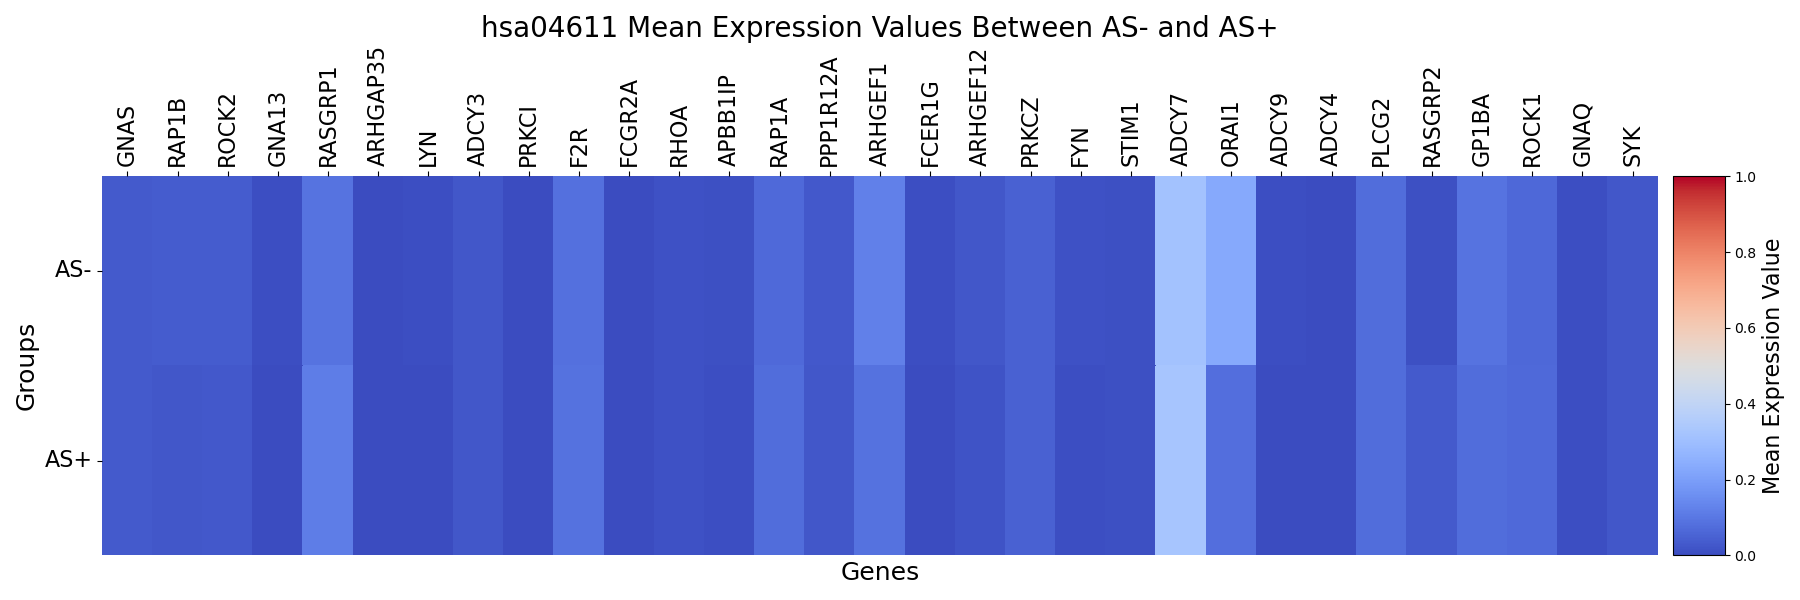 hsa04611 Mean Expression Values Between AS- and AS+
GNAS
RAP1B
ROCK2
GNA13
RASGRP1
ARHGAP35
LYN
ADCY3
PRKCI
F2R
FCGR2A
RHOA
APBB1IP
RAP1A
PPP1R12A
ARHGEF1
FCER1G
ARHGEF12
PRKCZ
FYN
STIM1
ADCY7
ORAI1
ADCY9
ADCY4
PLCG2
RASGRP2
GP1BA
ROCK1
GNAQ
SYK
Groups
AS-
AS+
Genes
1.0
0.8
0.6
0.4
0.2
0.0
Mean Expression Value